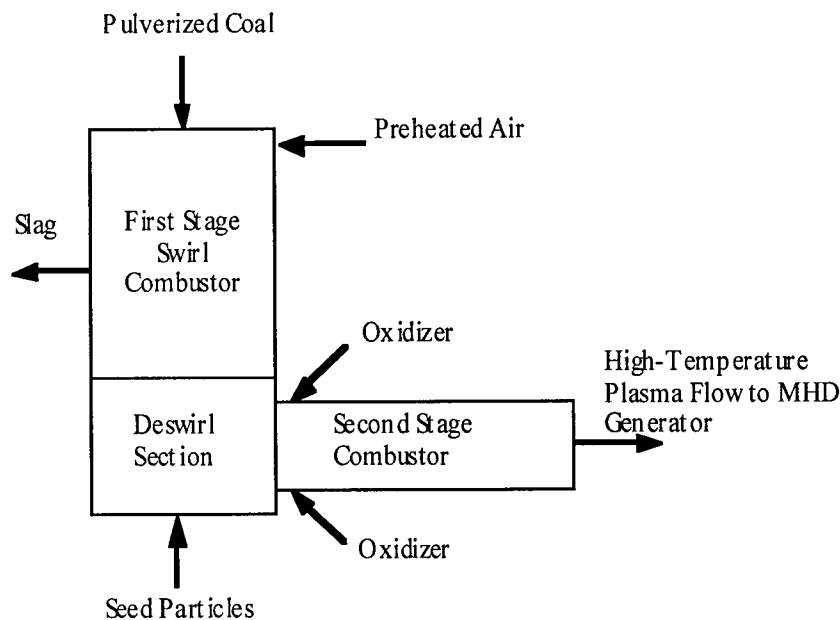 Pulverized Coal
Preheated Air
Slag
First Stage
Swirl
Combustor
Oxidizer
High-Temperature
Plasma Flow to MHD
Generator
Deswirl
Section
Second Stage
Combustor
Oxidizer
Seed Particles